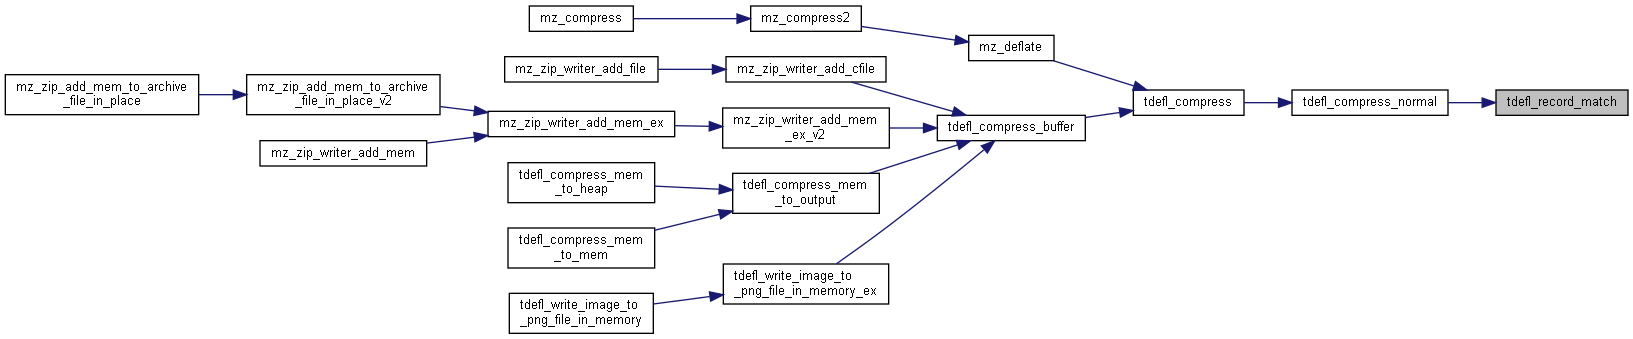 mz_compress
mz_compress2
mz_deflate
mz_zip_writer_add_file
mz_zip_writer_add_cfile
mz_zip_add_mem_to_archive
_file_in_place
mz_zip_add_mem_to_archive
_file_in_place_v2
tdefl_compress
tdefl_compress_normal
tdefl_record_match
mz_zip_writer_add_mem_ex
mz_zip_writer_add_mem
_ex_v2
tdefl_compress_buffer
mz_zip_writer_add_mem
tdefl_compress_mem
_to_heap
tdefl_compress_mem
_to_output
tdefl_compress_mem
_to_mem
tdefl_write_image_to
_png_file_in_memory_ex
tdefl_write_image_to
_png_file_in_memory